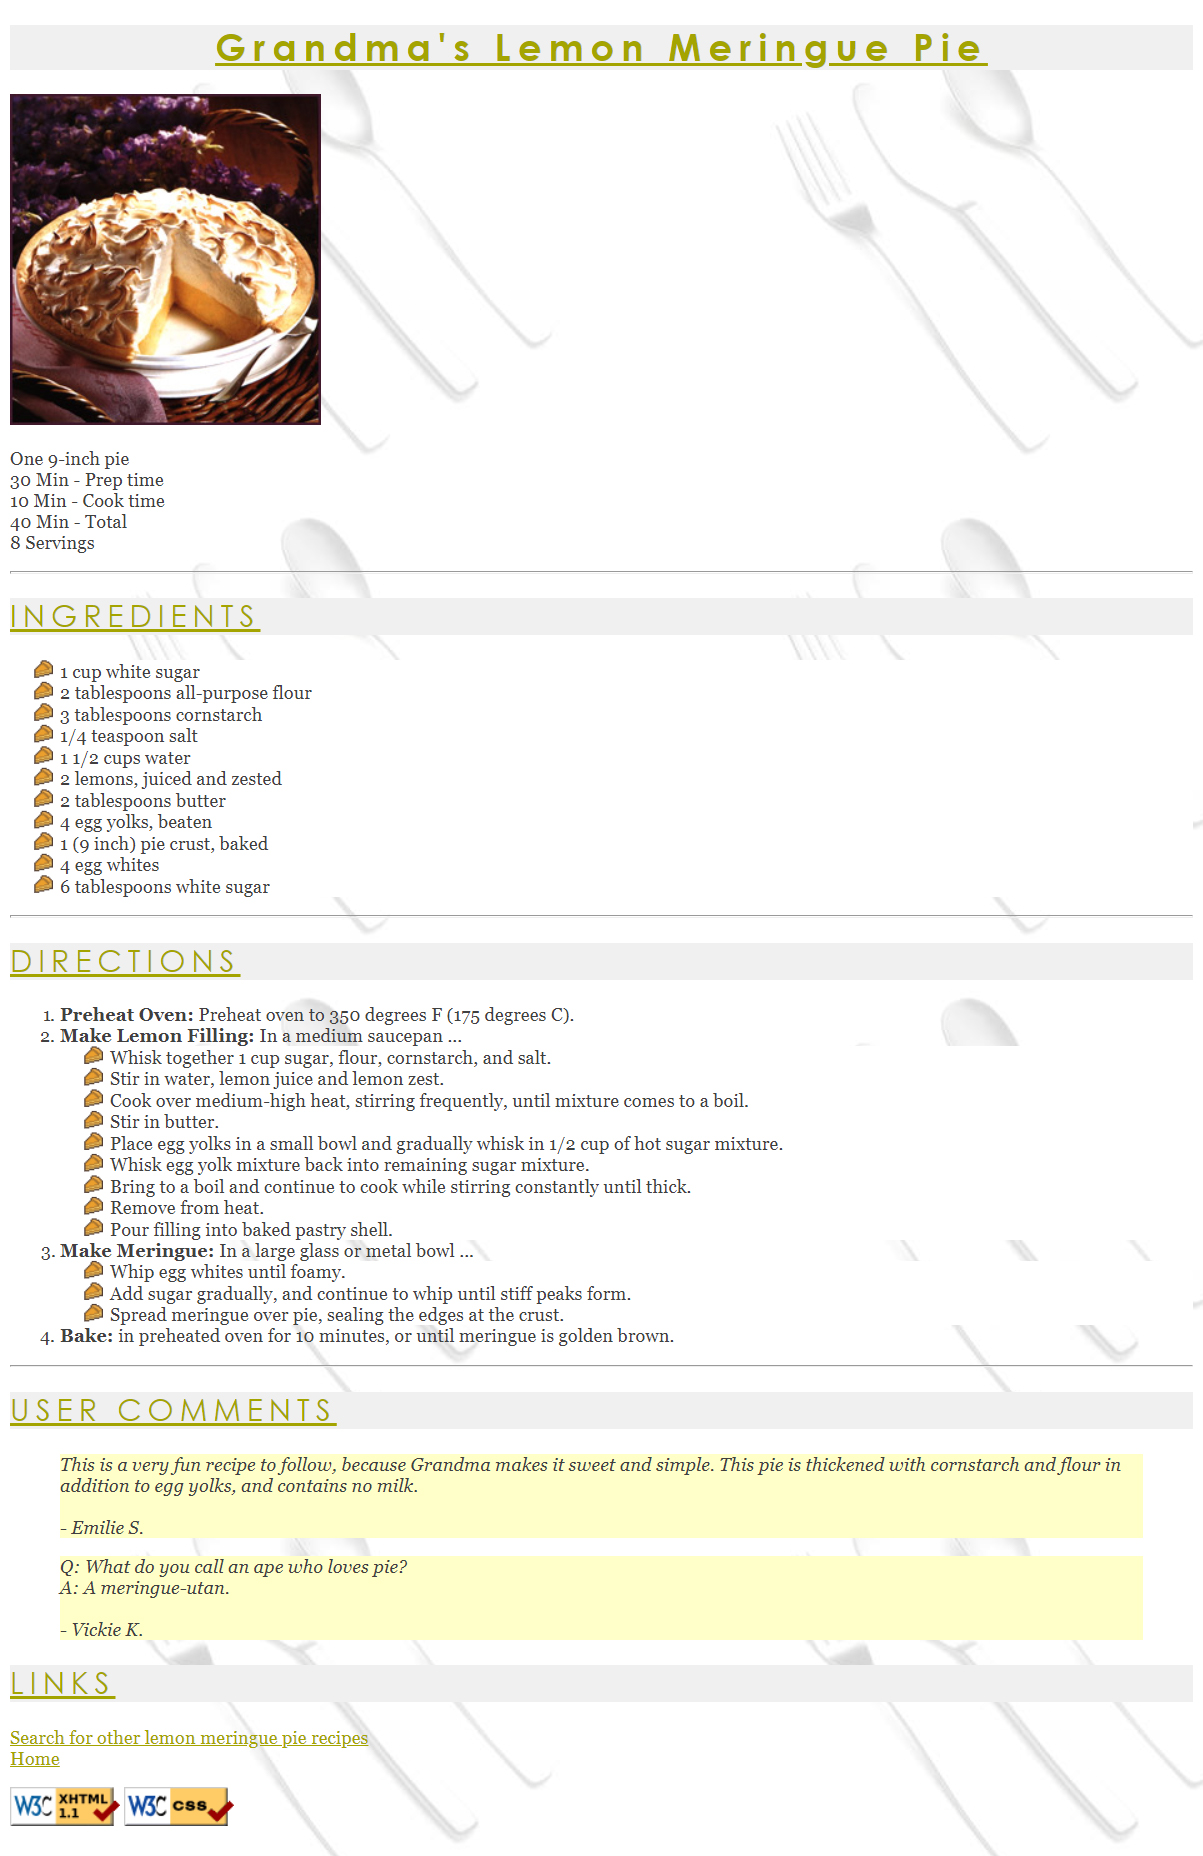 Grandma's Lemon Meringue Pie
One 9-inch pie
30 Min - Prep time
10 Min - Cook time
40 Min - Total
8 Servings
INGREDIENTS
1 cup white sugar
2 tablespoons all-purpose flour
3 tablespoons cornstarch
1/4 teaspoon salt
1 1/2 cups water
2 lemons, juiced and zested
2 tablespoons butter
4 egg yolks, beaten
1 (9 inch) pie crust, baked
4 egg whites
6 tablespoons white sugar
DIRECTIONS
1. Preheat Oven: Preheat oven to 350 degrees F (175 degrees C).
2. Make Lemon Filling: In a medium saucepan ...
Whisk together 1 cup sugar, flour, cornstarch, and salt.
Stir in water, lemon juice and lemon zest.
Cook over medium-high heat, stirring frequently, until mixture comes to a boil.
Stir in butter.
Place egg yolks in a small bowl and gradually whisk in 1/2 cup of hot sugar mixture.
Whisk egg yolk mixture back into remaining sugar mixture.
Bring to a boil and continue to cook while stirring constantly until thick.
Remove from heat.
Pour filling into baked pastry shell.
3. Make Meringue: In a large glass or metal bowl ...
Whip egg whites until foamy.
Add sugar gradually, and continue to whip until stiff peaks form.
Spread meringue over pie, sealing the edges at the crust.
4. Bake: in preheated oven for 10 minutes, or until meringue is golden brown.
USER COMMENTS
This is a very fun recipe to follow, because Grandma makes it sweet and simple. This pie is thickened with cornstarch and flour in
addition to egg yolks, and contains no milk.
- Emilie S.
Q: What do you call an ape who loves pie?
A: A meringue-utan.
- Vickie K.
LINKS
Search for other lemon meringue pie recipes
Home
W3C XHTML 1.1 W3C CSS